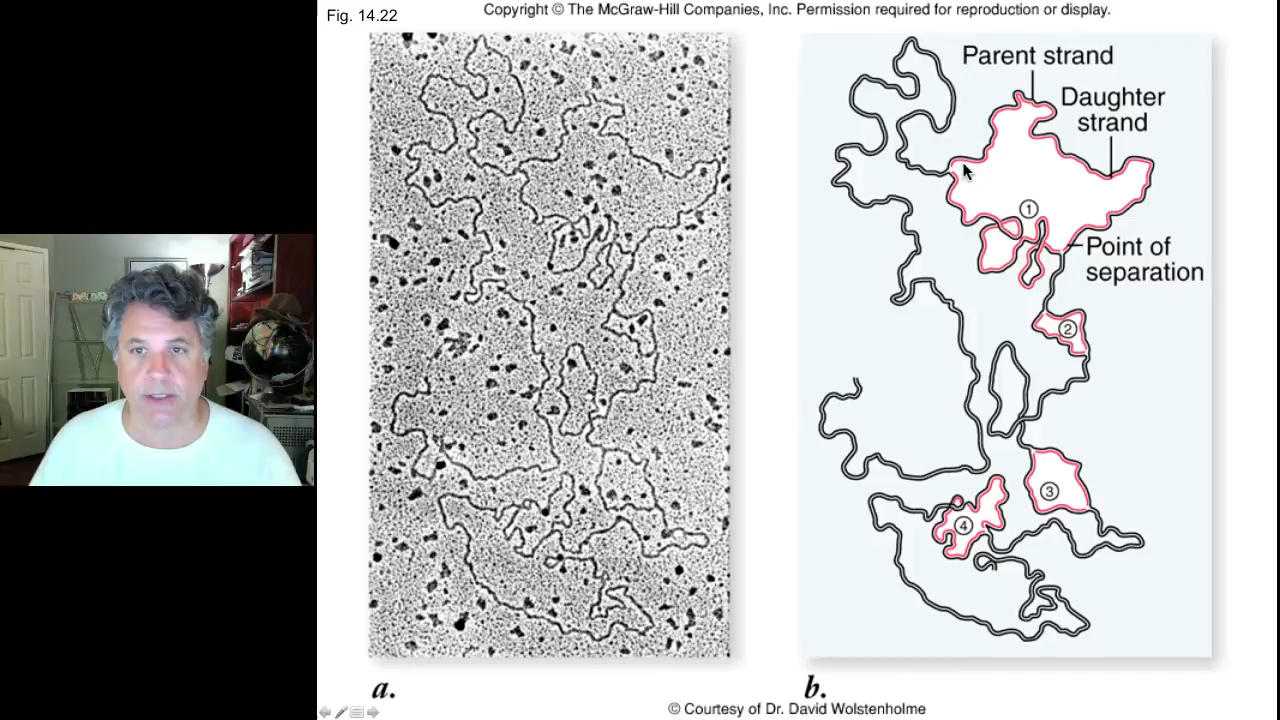 Fig. 14.22
Copyright © The McGraw-Hill Companies, Inc. Permission required for reproduction or display.
Parent strand
Daughter
strand
1
Point of
separation
2
3
4
a.
b.
© Courtesy of Dr. David Wolstenholme